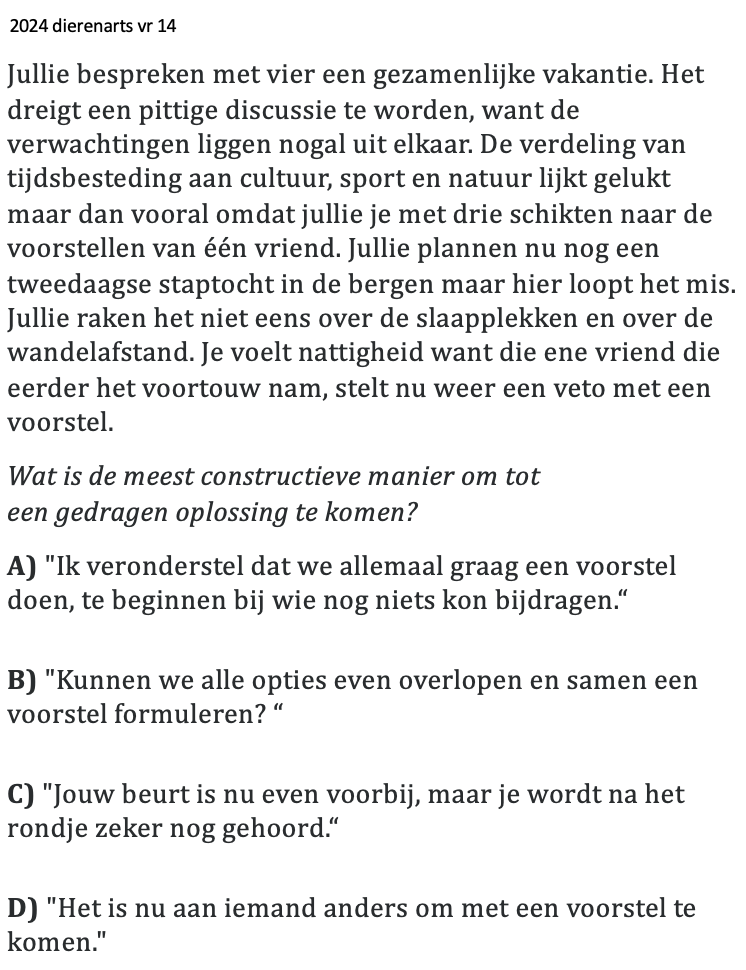 2024 dierenarts vr 14
Jullie bespreken met vier een gezamenlijke vakantie. Het
dreigt een pittige discussie te worden, want de
verwachtingen liggen nogal uit elkaar. De verdeling van
tijdsbesteding aan cultuur, sport en natuur lijkt gelukt
maar dan vooral omdat jullie je met drie schikten naar de
voorstellen van één vriend. Jullie plannen nu nog een
tweedaagse staptocht in de bergen maar hier loopt het mis.
Jullie raken het niet eens over de slaapplekken en over de
wandelafstand. Je voelt nattigheid want die ene vriend die
eerder het voortouw nam, stelt nu weer een veto met een
voorstel.
Wat is de meest constructieve manier om tot
een gedragen oplossing te komen?
A) "Ik veronderstel dat we allemaal graag een voorstel
doen, te beginnen bij wie nog niets kon bijdragen.“
B) "Kunnen we alle opties even overlopen en samen een
voorstel formuleren? “
C) "Jouw beurt is nu even voorbij, maar je wordt na het
rondje zeker nog gehoord.“
D) "Het is nu aan iemand anders om met een voorstel te
komen."